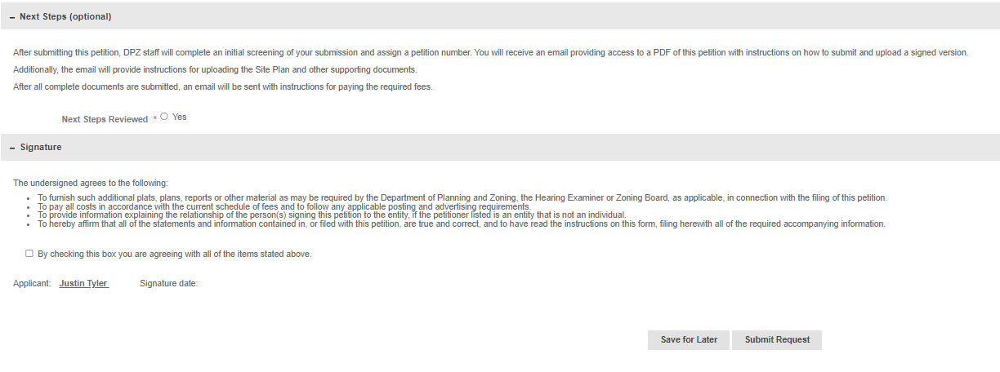 – Next Steps (optional)
After submitting this petition, DPZ staff will complete an initial screening of your submission and assign a petition number. You will receive an email providing access to a PDF of this petition with instructions on how to submit and upload a signed version.
Additionally, the email will provide instructions for uploading the Site Plan and other supporting documents.
After all complete documents are submitted, an email will be sent with instructions for paying the required fees.
Next Steps Reviewed * Yes
– Signature
The undersigned agrees to the following:
• To furnish such additional plats, plans, reports or other material as may be required by the Department of Planning and Zoning, the Hearing Examiner or Zoning Board, as applicable, in connection with the filing of this petition.
• To pay all costs in accordance with the current schedule of fees and to follow any applicable posting and advertising requirements.
• To provide information explaining the relationship of the person(s) signing this petition to the entity, if the petitioner listed is an entity that is not an individual.
• To hereby affirm that all of the statements and information contained in, or filed with this petition, are true and correct, and to have read the instructions on this form, filing herewith all of the required accompanying information.
By checking this box you are agreeing with all of the items stated above.
Applicant: Justin Tyler Signature date:
Save for Later Submit Request